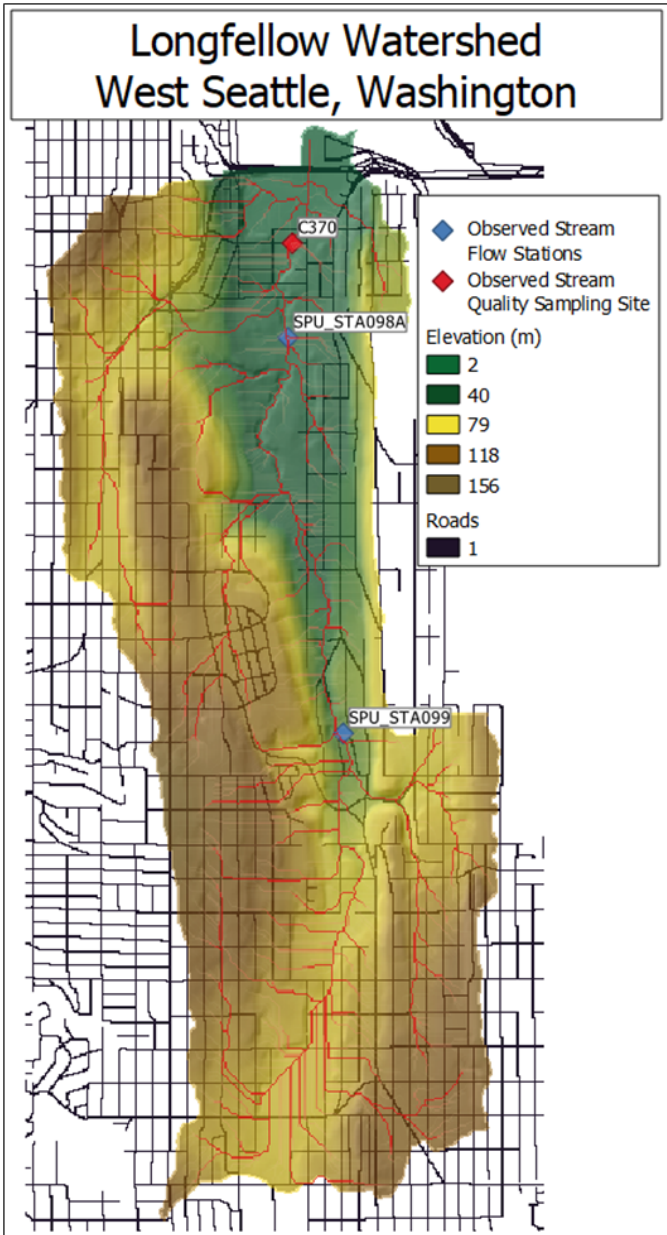 Longfellow Watershed
West Seattle, Washington
C370
Observed Stream
Flow Stations
Observed Stream
Quality Sampling Site
SPU_STA098A
Elevation (m)
2
40
79
118
156
Roads
1
SPU_STA099